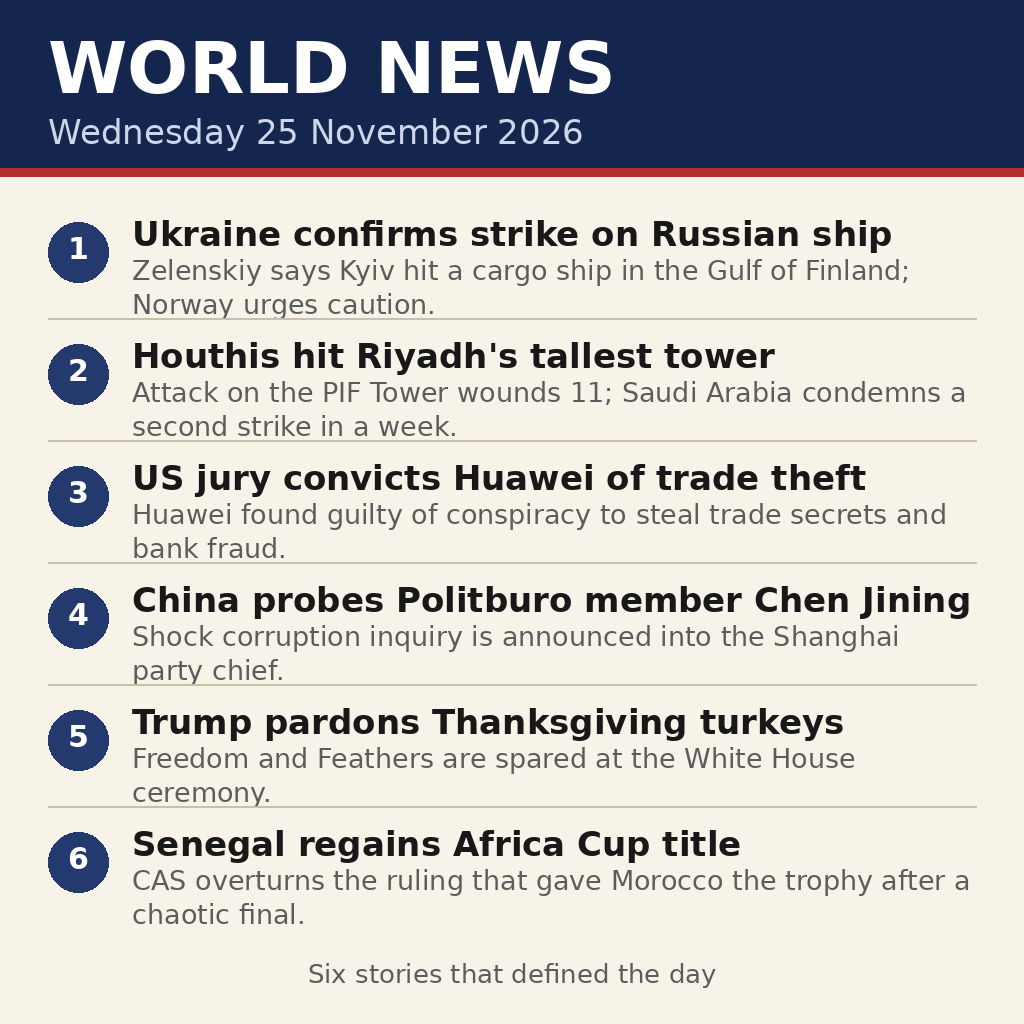 WORLD NEWS
Wednesday 25 November 2026
1
Ukraine confirms strike on Russian ship
Zelenskiy says Kyiv hit a cargo ship in the Gulf of Finland;
Norway urges caution.
2
Houthis hit Riyadh's tallest tower
Attack on the PIF Tower wounds 11; Saudi Arabia condemns a
second strike in a week.
3
US jury convicts Huawei of trade theft
Huawei found guilty of conspiracy to steal trade secrets and
bank fraud.
4
China probes Politburo member Chen Jining
Shock corruption inquiry is announced into the Shanghai
party chief.
5
Trump pardons Thanksgiving turkeys
Freedom and Feathers are spared at the White House
ceremony.
6
Senegal regains Africa Cup title
CAS overturns the ruling that gave Morocco the trophy after a
chaotic final.
Six stories that defined the day